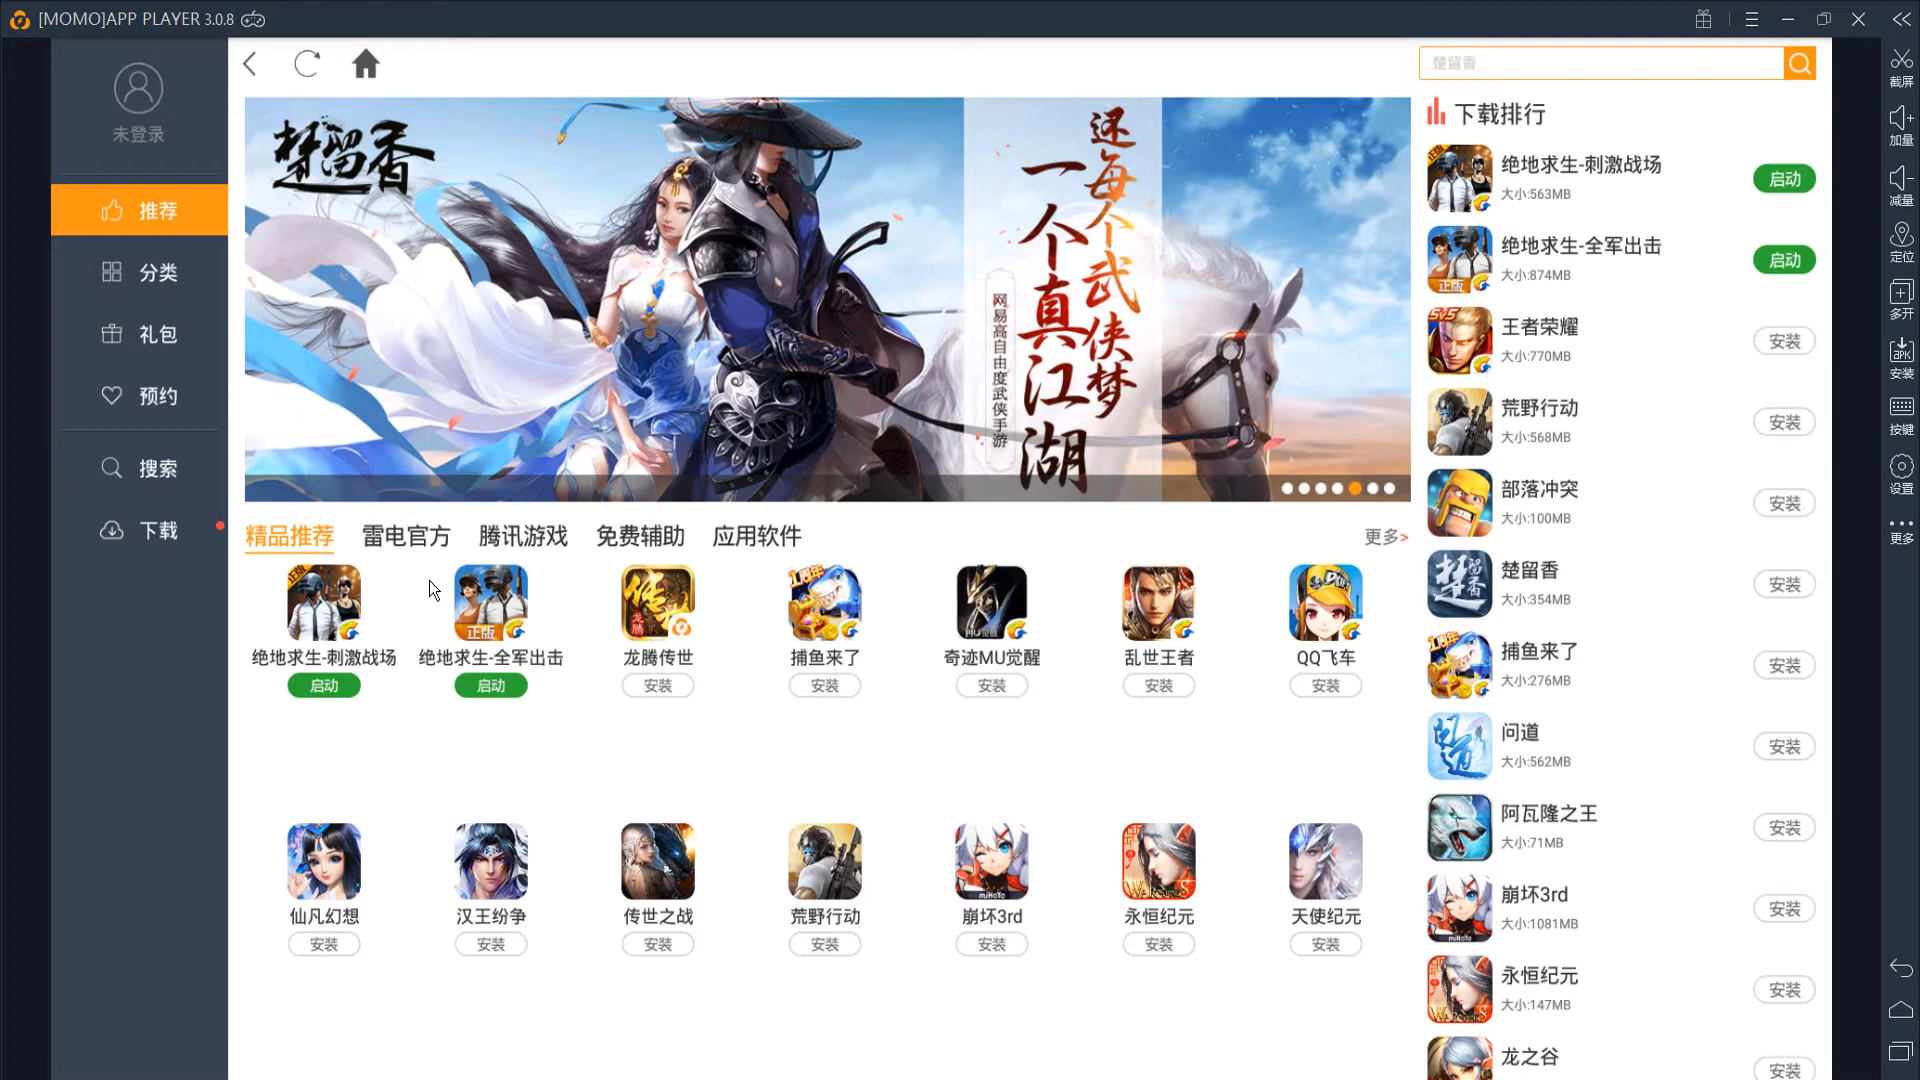 [MOMO]APP PLAYER 3.0.8
未登录
推荐
分类
礼包
预约
搜索
下载
楚留香
还每个武侠梦
一个真江湖
网易高自由度武侠手游
精品推荐 雷电官方 腾讯游戏 免费辅助 应用软件 更多>
绝地求生-刺激战场 绝地求生-全军出击 龙腾传世 捕鱼来了 奇迹MU觉醒 乱世王者 QQ飞车
启动 启动 安装 安装 安装 安装 安装
仙凡幻想 汉王纷争 传世之战 荒野行动 崩坏3rd 永恒纪元 天使纪元
安装 安装 安装 安装 安装 安装 安装
楚留香
下载排行
绝地求生-刺激战场
大小:563MB
启动
绝地求生-全军出击
大小:874MB
启动
王者荣耀
大小:770MB
安装
荒野行动
大小:568MB
安装
部落冲突
大小:100MB
安装
楚留香
大小:354MB
安装
捕鱼来了
大小:276MB
安装
问道
大小:562MB
安装
阿瓦隆之王
大小:71MB
安装
崩坏3rd
大小:1081MB
安装
永恒纪元
大小:147MB
安装
龙之谷
安装
截屏
加量
减量
定位
多开
APK
安装
按键
设置
更多